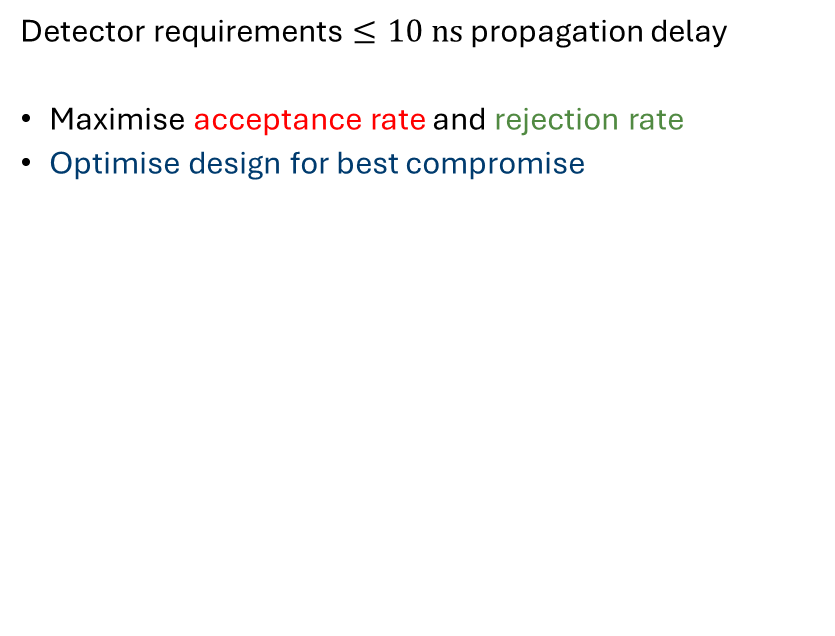 Detector requirements ≤ 10 ns propagation delay
• Maximise acceptance rate and rejection rate
• Optimise design for best compromise